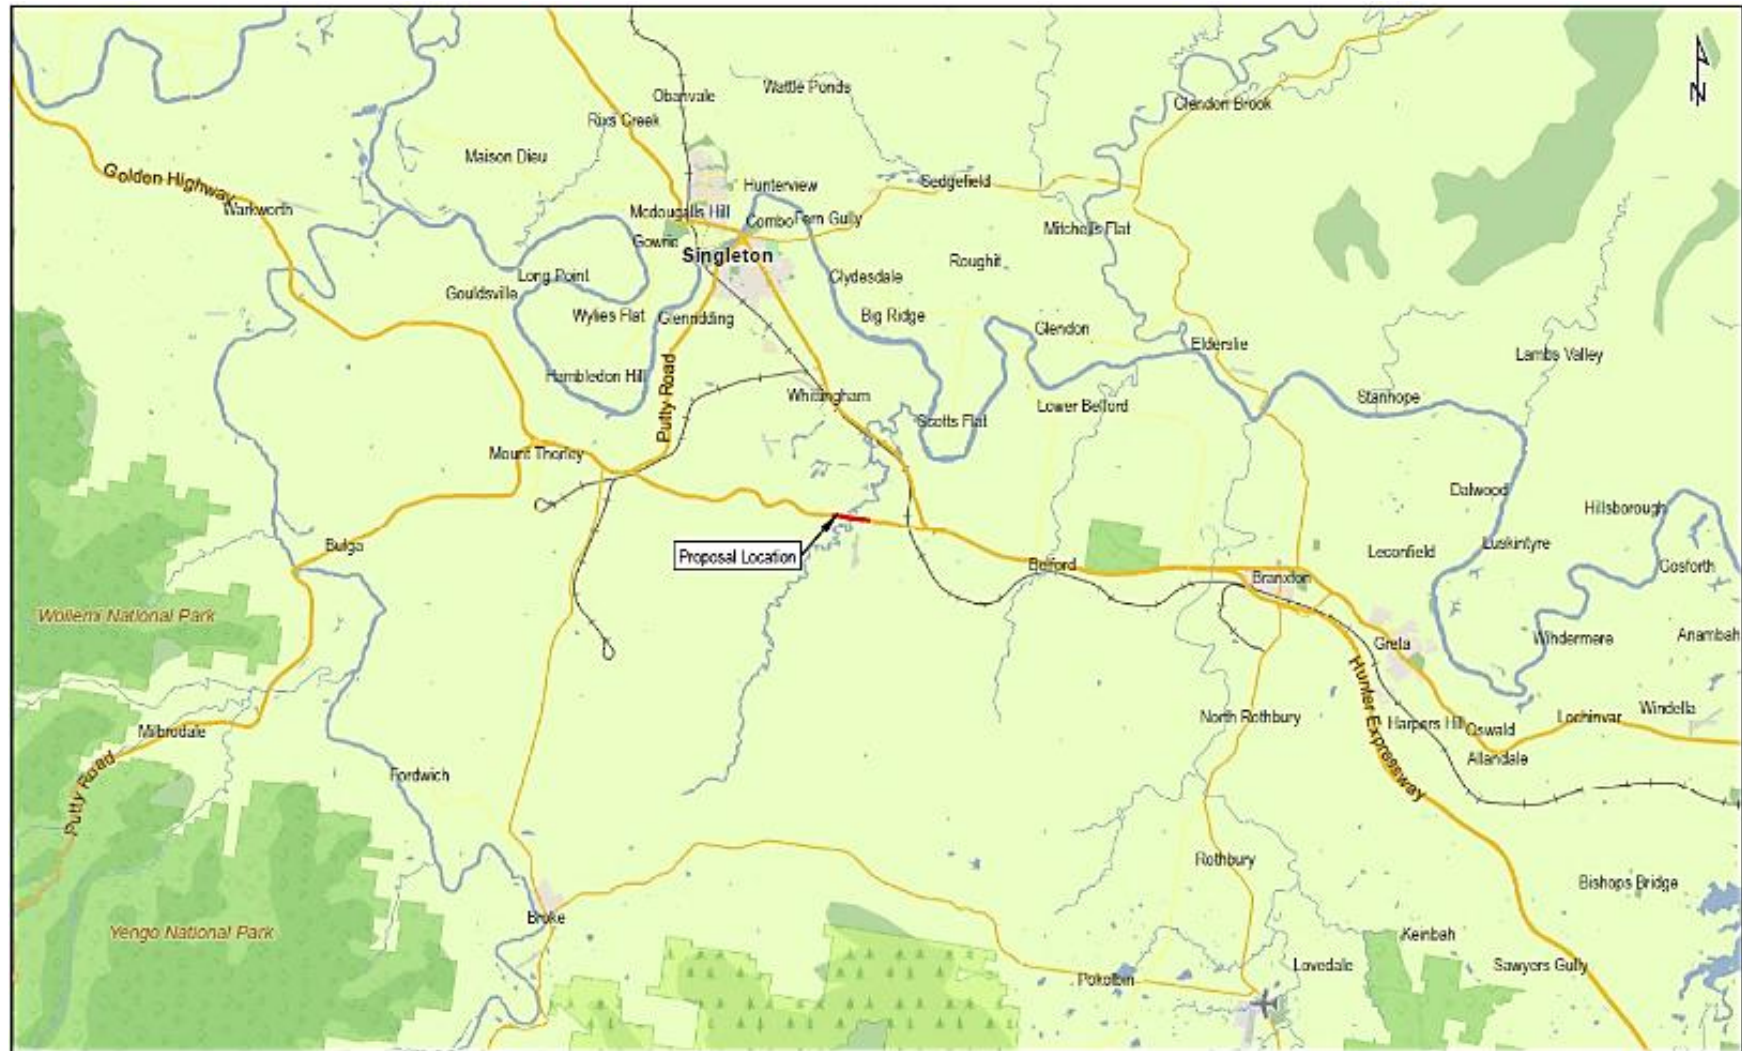 Obanvale
Wattle Ponds
Glendon Brook
Rixs Creek
Maison Dieu
Golden Highway
Hunterview
Sedgefield
Warkworth
Mcdougalls Hill
Combo
Fern Gully
Gowrie
Mitchells Flat
Singleton
Roughit
Long Point
Clydesdale
Gouldsville
Wylies Flat
Glenridding
Big Ridge
Glendon
Elderslie
Lambs Valley
Hambledon Hill
Putty Road
Whittingham
Stanhope
Lower Belford
Scotts Flat
Mount Thorley
Dalwood
Hillsborough
N
Bulga
Proposal Location
Luskintyre
Leconfield
Belford
Branxton
Gosforth
Wollemi National Park
Greta
Windermere
Anambah
Hunter Expressway
Milbrodale
North Rothbury
Harpers Hill
Oswald
Lochinvar
Windella
Allandale
Putty Road
Fordwich
Rothbury
Bishops Bridge
Broke
Yengo National Park
Keinbah
Pokolbin
Lovedale
Sawyers Gully